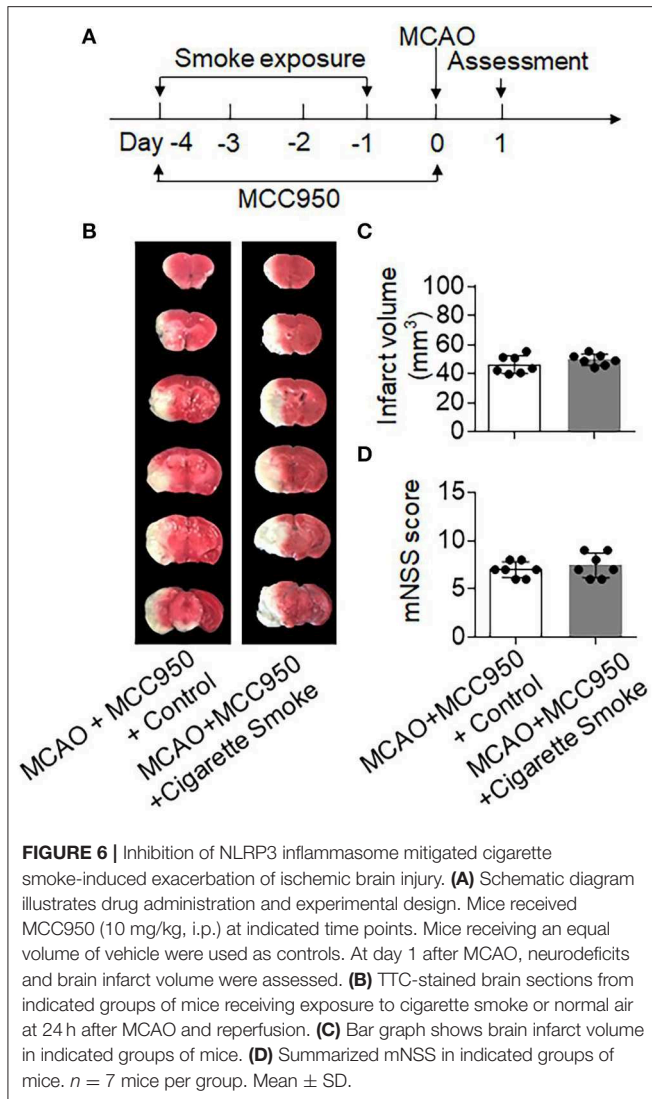 A
MCAO
Smoke exposure
Assessment
Day -4 -3 -2 -1 0 1
MCC950
B
MCAO + MCC950
+ Control
MCAO+MCC950
+Cigarette Smoke
C
Infarct volume
(mm³)
100
80
60
40
20
0
D
mNSS score
15
10
5
0
MCAO+MCC950
+ Control
MCAO+MCC950
+Cigarette Smoke
FIGURE 6 | Inhibition of NLRP3 inflammasome mitigated cigarette
smoke-induced exacerbation of ischemic brain injury. (A) Schematic diagram
illustrates drug administration and experimental design. Mice received
MCC950 (10 mg/kg, i.p.) at indicated time points. Mice receiving an equal
volume of vehicle were used as controls. At day 1 after MCAO, neurodeficits
and brain infarct volume were assessed. (B) TTC-stained brain sections from
indicated groups of mice receiving exposure to cigarette smoke or normal air
at 24 h after MCAO and reperfusion. (C) Bar graph shows brain infarct volume
in indicated groups of mice. (D) Summarized mNSS in indicated groups of
mice. n = 7 mice per group. Mean ± SD.